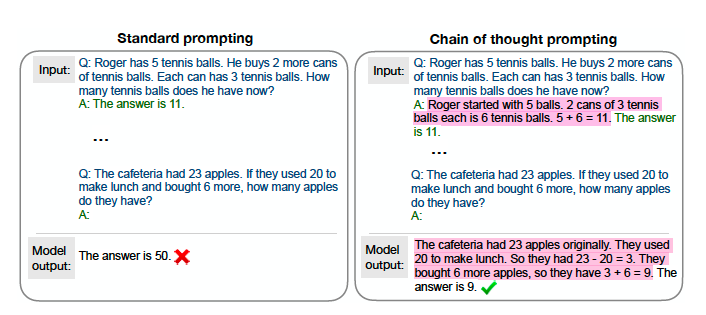 Standard prompting
Input:
Q: Roger has 5 tennis balls. He buys 2 more cans
of tennis balls. Each can has 3 tennis balls. How
many tennis balls does he have now?
A: The answer is 11.
...
Q: The cafeteria had 23 apples. If they used 20 to
make lunch and bought 6 more, how many apples
do they have?
A:
Model
output:
The answer is 50.
Chain of thought prompting
Input:
Q: Roger has 5 tennis balls. He buys 2 more cans
of tennis balls. Each can has 3 tennis balls. How
many tennis balls does he have now?
A: Roger started with 5 balls. 2 cans of 3 tennis
balls each is 6 tennis balls. 5 + 6 = 11. The answer
is 11.
...
Q: The cafeteria had 23 apples. If they used 20 to
make lunch and bought 6 more, how many apples
do they have?
A:
Model
output:
The cafeteria had 23 apples originally. They used
20 to make lunch. So they had 23 - 20 = 3. They
bought 6 more apples, so they have 3 + 6 = 9. The
answer is 9.